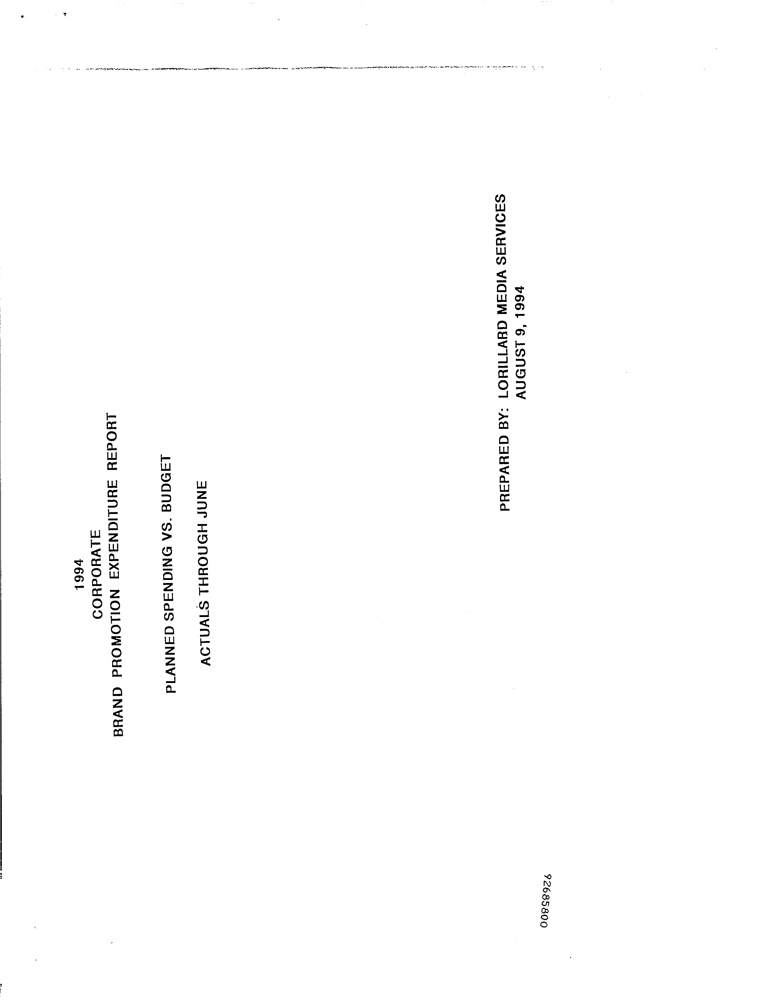 1994
CORPORATE
BRAND PROMOTION EXPENDITURE REPORT
PLANNED SPENDING VS. BUDGET
ACTUALS THROUGH JUNE
PREPARED BY: LORILLARD MEDIA SERVICES
AUGUST 9, 1994
92685800